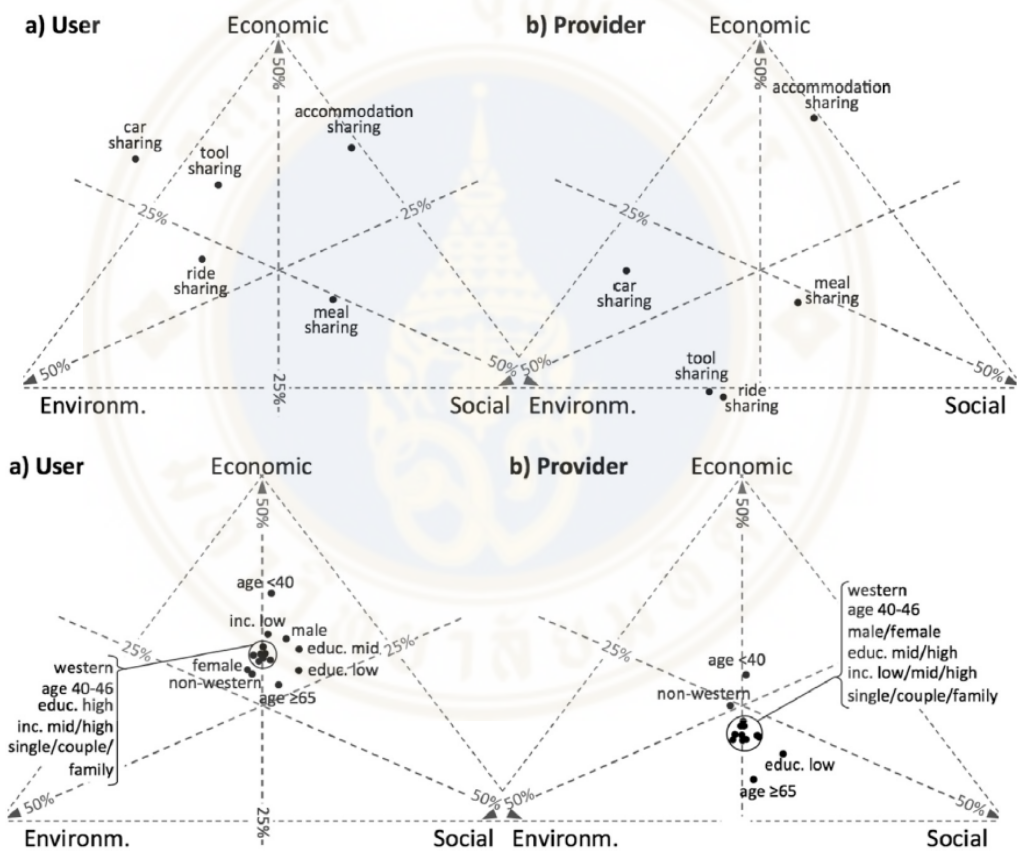 a) User
Economic
50%
accommodation
sharing
car
sharing
tool
sharing
25%
25%
ride
sharing
meal
sharing
50%
50%
25%
Environm.
Social
b) Provider
Economic
50%
accommodation
sharing
25%
car
sharing
meal
sharing
tool
sharing
ride
sharing
50%
50%
Environm.
Social
a) User
Economic
50%
age <40
inc. low
male
25%
25%
educ. mid
educ. low
female
non-western
age ≥65
western
age 40-46
educ. high
inc. mid/high
single/couple/
family
50%
50%
25%
Environm.
Social
b) Provider
Economic
50%
25%
age <40
non-western
western
age 40-46
male/female
educ. mid/high
inc. low/mid/high
single/couple/family
educ. low
age ≥65
50%
50%
Environm.
Social